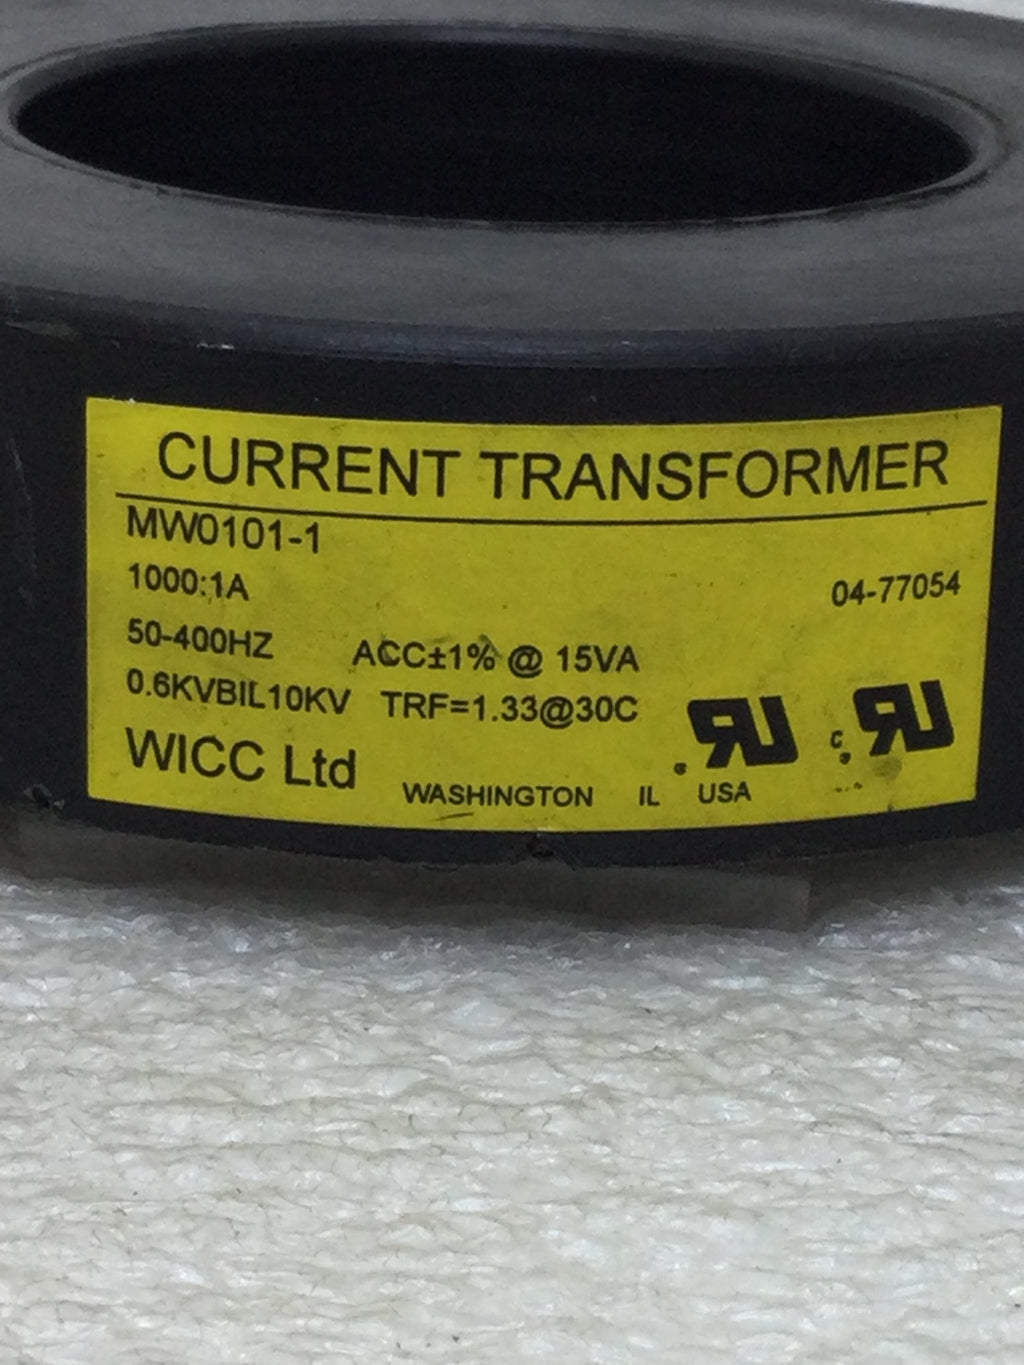 CURRENT TRANSFORMER
MW0101-1
1000:1A
04-77054
50-400HZ ACC±1% @ 15VA
0.6KVBIL10KV TRF=1.33@30C
WICC Ltd
WASHINGTON IL USA
c